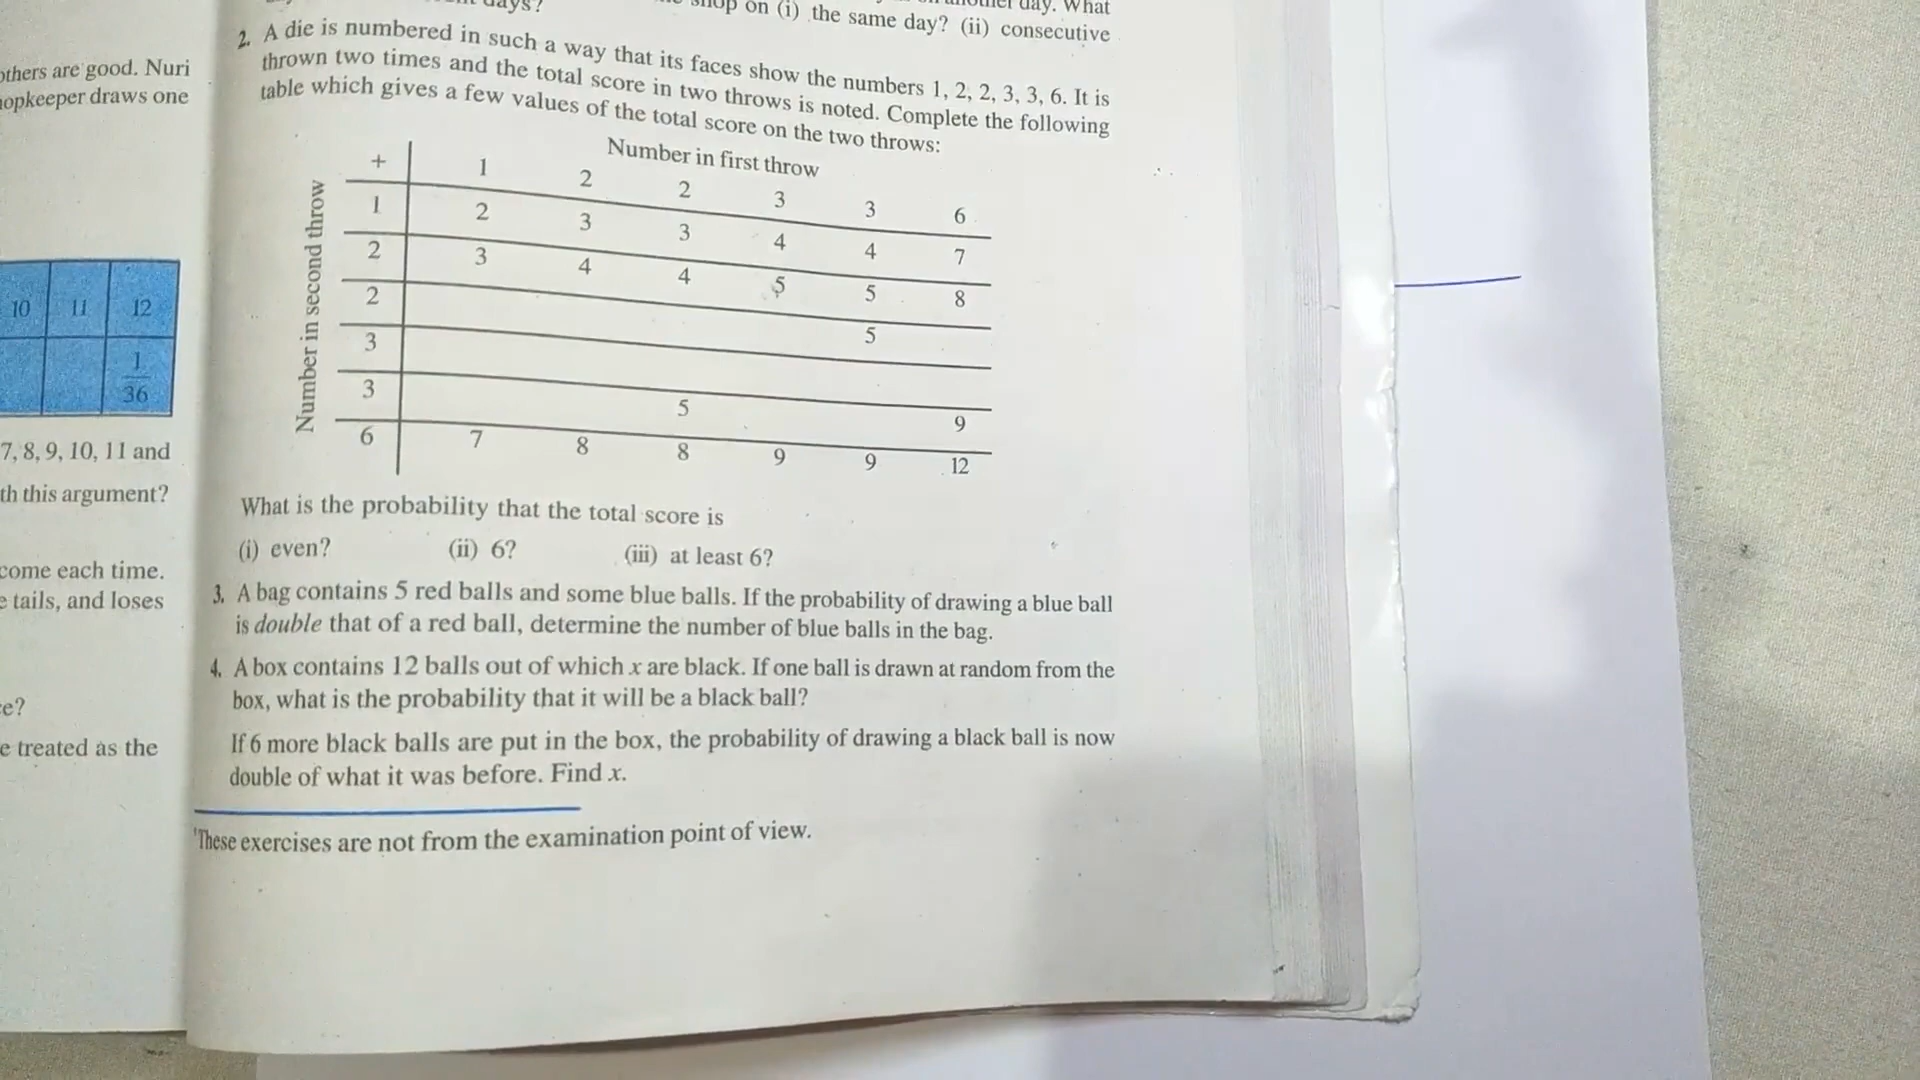 others are good. Nuri
shopkeeper draws one
10 11 12
1
36
7, 8, 9, 10, 11 and
th this argument?
come each time.
e tails, and loses
e treated as the
days?
shop on (i) the same day? (ii) consecutive
another day. What
2. A die is numbered in such a way that its faces show the numbers 1, 2, 2, 3, 3, 6. It is
thrown two times and the total score in two throws is noted. Complete the following
table which gives a few values of the total score on the two throws:
Number in first throw
Number in second throw
+ 1 2 2 3 3 6
1 2 3 3 4 4 7
2 3 4 4 5 5 8
2 5
3
3 5 9
6 7 8 8 9 9 12
What is the probability that the total score is
(i) even? (ii) 6? (iii) at least 6?
3. A bag contains 5 red balls and some blue balls. If the probability of drawing a blue ball
is double that of a red ball, determine the number of blue balls in the bag.
4. A box contains 12 balls out of which x are black. If one ball is drawn at random from the
box, what is the probability that it will be a black ball?
If 6 more black balls are put in the box, the probability of drawing a black ball is now
double of what it was before. Find x.
'These exercises are not from the examination point of view.